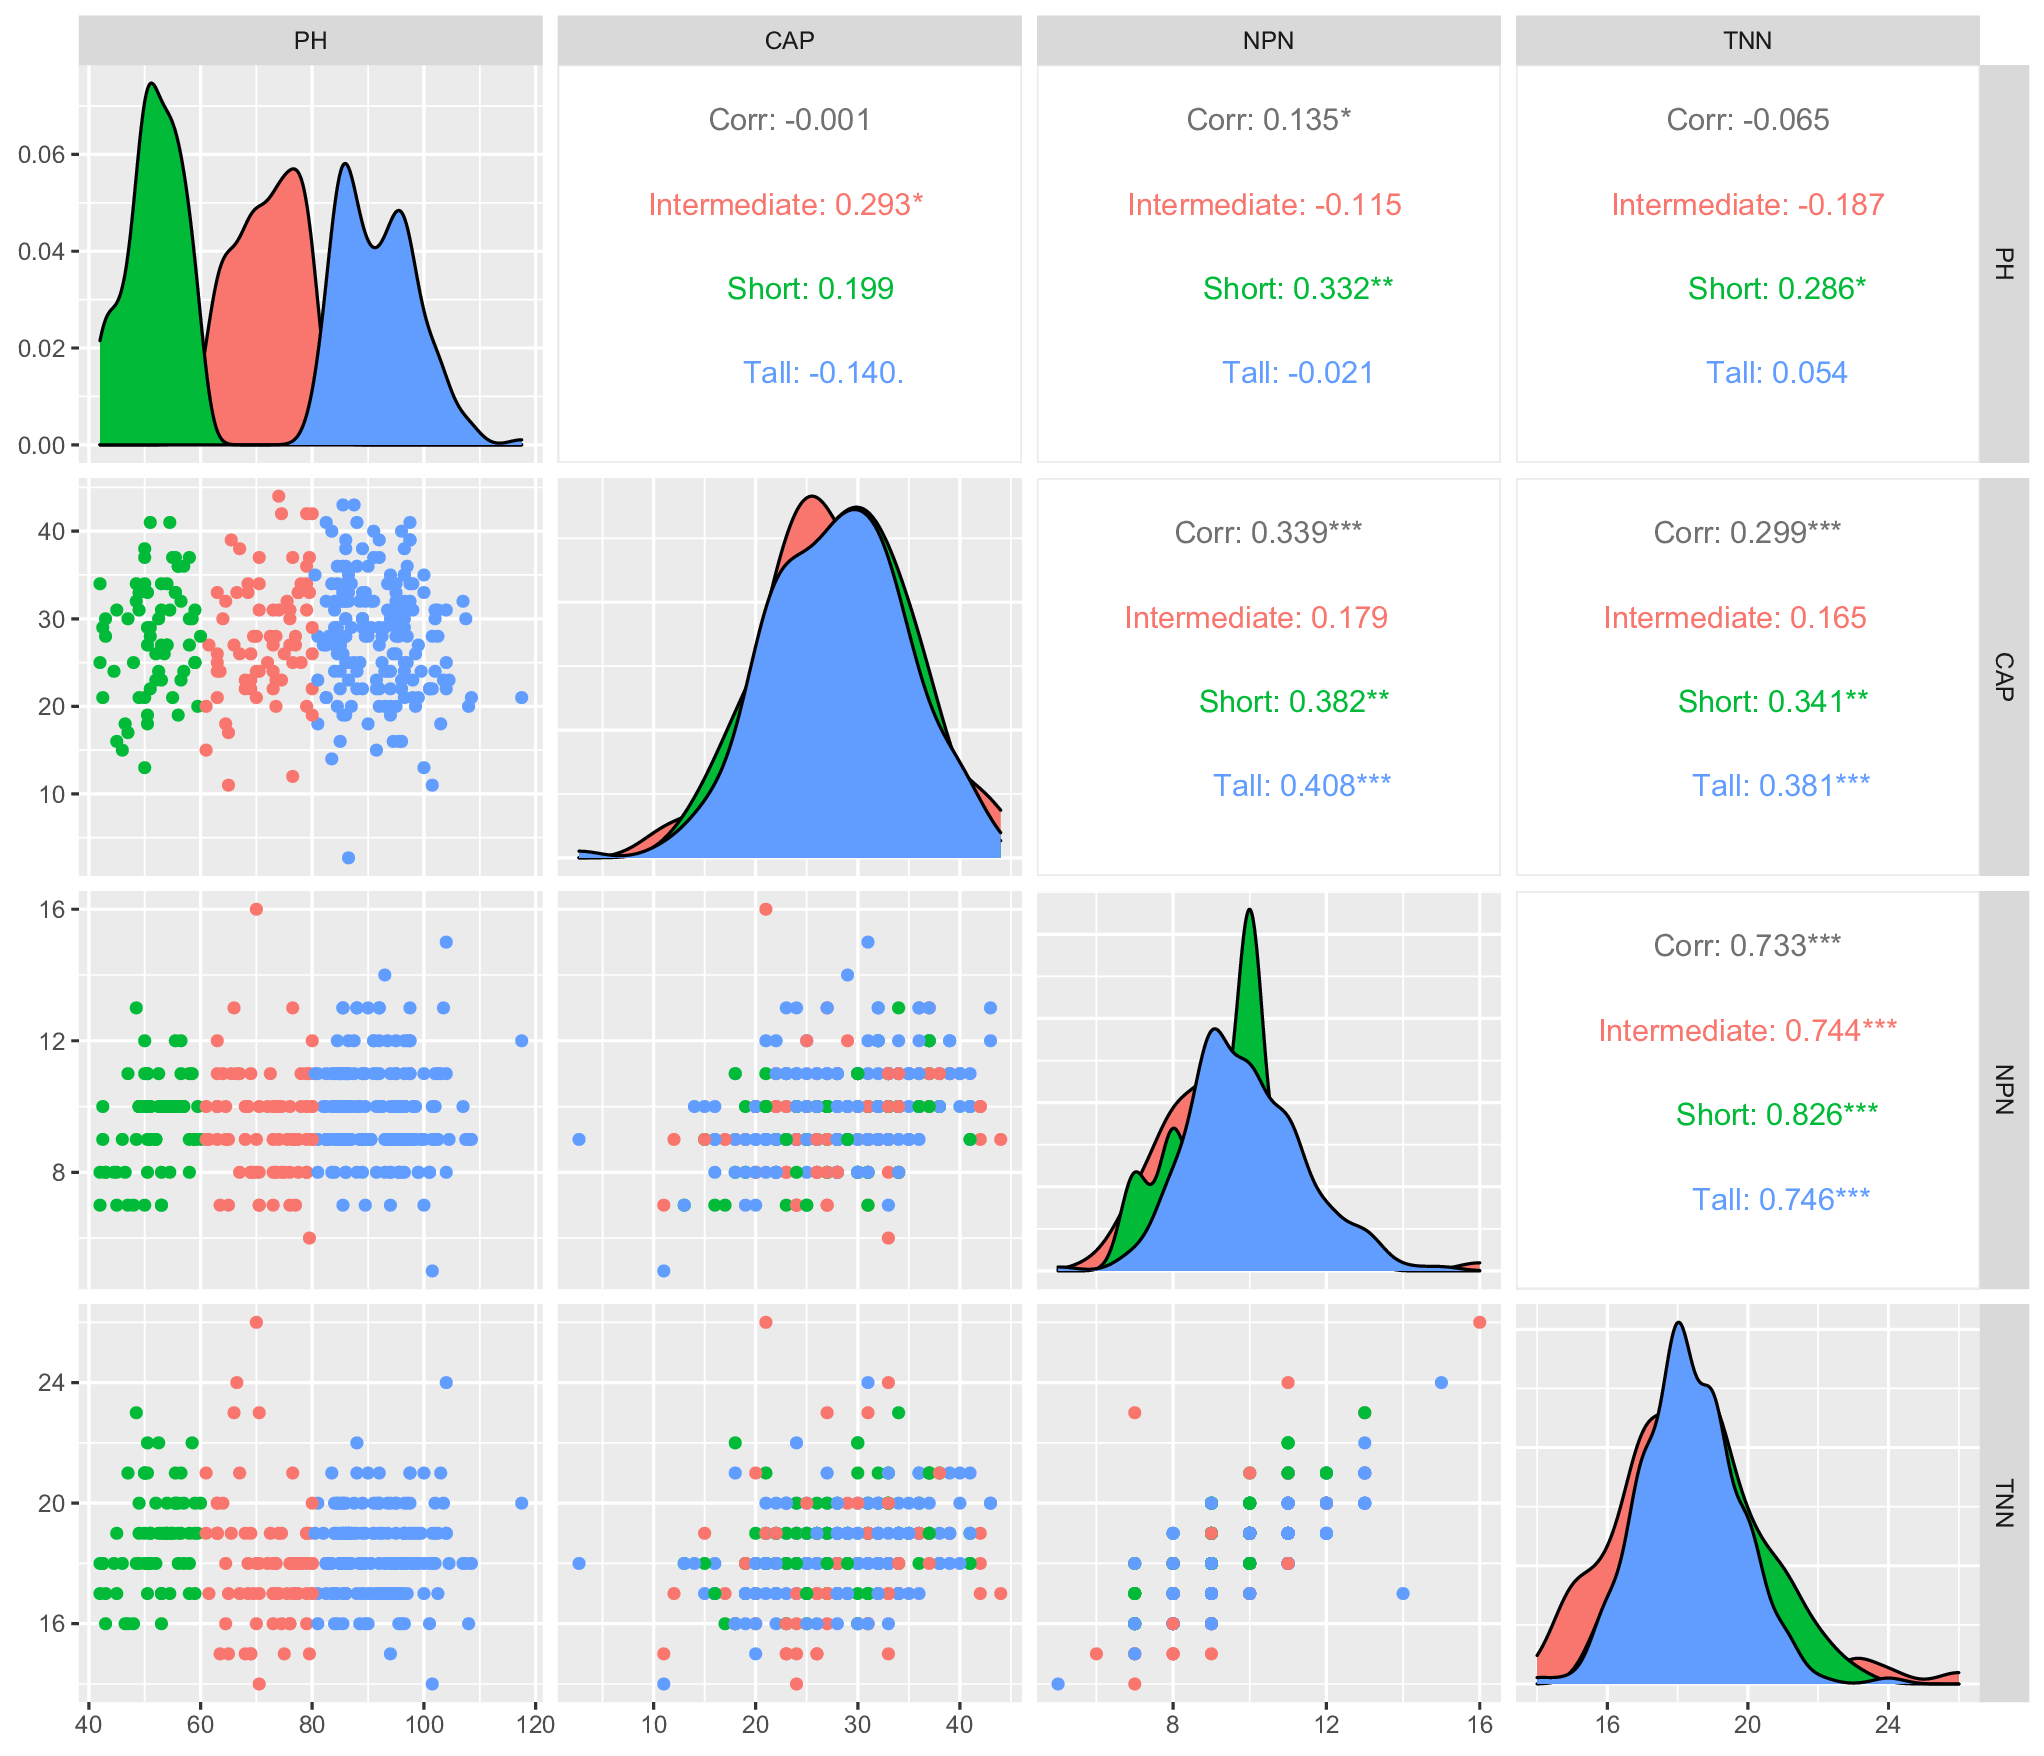 PH
CAP
NPN
TNN
0.06
0.04
0.02
0.00
Corr: -0.001
Intermediate: 0.293*
Short: 0.199
Tall: -0.140.
Corr: 0.135*
Intermediate: -0.115
Short: 0.332**
Tall: -0.021
Corr: -0.065
Intermediate: -0.187
Short: 0.286*
Tall: 0.054
PH
40
30
20
10
Corr: 0.339***
Intermediate: 0.179
Short: 0.382**
Tall: 0.408***
Corr: 0.299***
Intermediate: 0.165
Short: 0.341**
Tall: 0.381***
CAP
16
12
8
Corr: 0.733***
Intermediate: 0.744***
Short: 0.826***
Tall: 0.746***
NPN
24
20
16
TNN
40 60 80 100 120
10 20 30 40
8 12 16
16 20 24